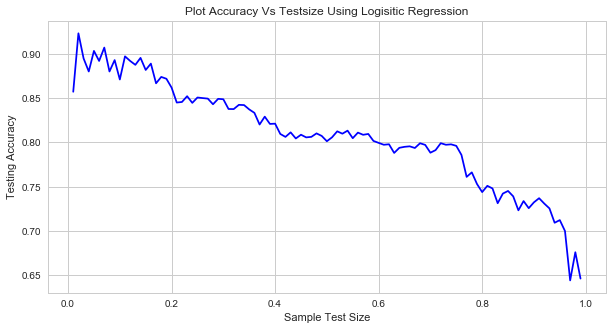 Plot Accuracy Vs Testsize Using Logisitic Regression
0.90
0.85
0.80
0.75
0.70
0.65
Testing Accuracy
0.0 0.2 0.4 0.6 0.8 1.0
Sample Test Size